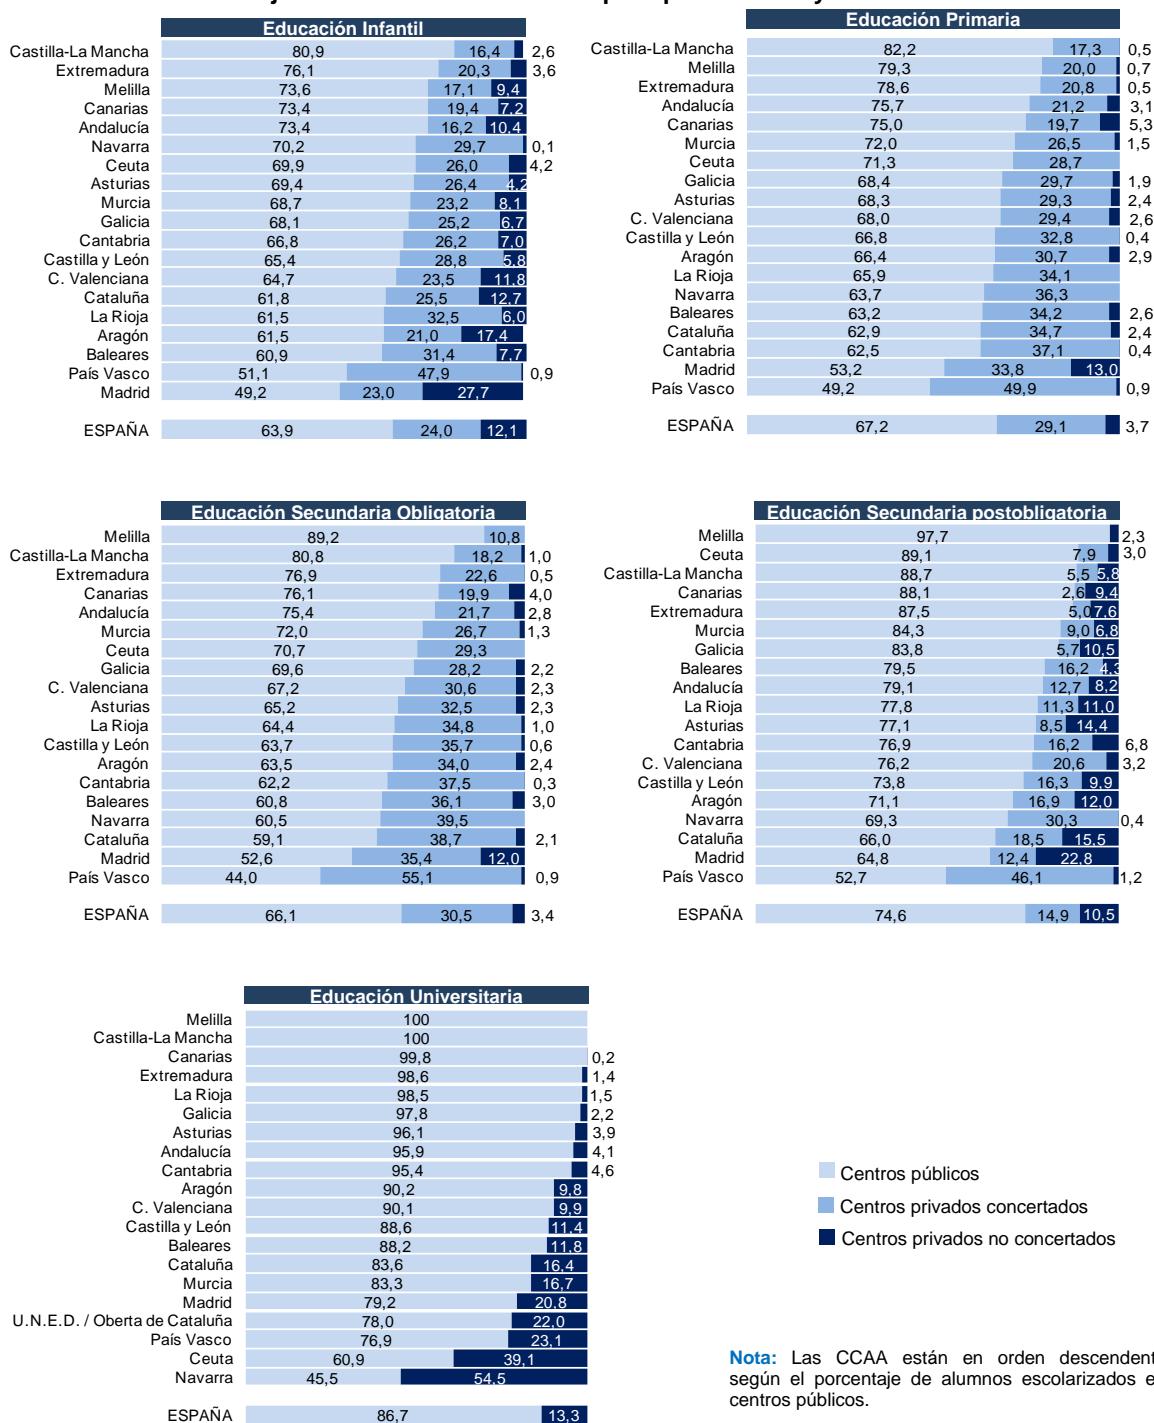 Educación Infantil
Castilla-La Mancha 80,9 16,4 2,6
Extremadura 76,1 20,3 3,6
Melilla 73,6 17,1 9,4
Canarias 73,4 19,4 7,2
Andalucía 73,4 16,2 10,4
Navarra 70,2 29,7 0,1
Ceuta 69,9 26,0 4,2
Asturias 69,4 26,4 4,2
Murcia 68,7 23,2 8,1
Galicia 68,1 25,2 6,7
Cantabria 66,8 26,2 7,0
Castilla y León 65,4 28,8 5,8
C. Valenciana 64,7 23,5 11,8
Cataluña 61,8 25,5 12,7
La Rioja 61,5 32,5 6,0
Aragón 61,5 21,0 17,4
Baleares 60,9 31,4 7,7
País Vasco 51,1 47,9 0,9
Madrid 49,2 23,0 27,7
ESPAÑA 63,9 24,0 12,1
Educación Primaria
Castilla-La Mancha 82,2 17,3 0,5
Melilla 79,3 20,0 0,7
Extremadura 78,6 20,8 0,5
Andalucía 75,7 21,2 3,1
Canarias 75,0 19,7 5,3
Murcia 72,0 26,5 1,5
Ceuta 71,3 28,7
Galicia 68,4 29,7 1,9
Asturias 68,3 29,3 2,4
C. Valenciana 68,0 29,4 2,6
Castilla y León 66,8 32,8 0,4
Aragón 66,4 30,7 2,9
La Rioja 65,9 34,1
Navarra 63,7 36,3
Baleares 63,2 34,2 2,6
Cataluña 62,9 34,7 2,4
Cantabria 62,5 37,1 0,4
Madrid 53,2 33,8 13,0
País Vasco 49,2 49,9 0,9
ESPAÑA 67,2 29,1 3,7
Educación Secundaria Obligatoria
Melilla 89,2 10,8
Castilla-La Mancha 80,8 18,2 1,0
Extremadura 76,9 22,6 0,5
Canarias 76,1 19,9 4,0
Andalucía 75,4 21,7 2,8
Murcia 72,0 26,7 1,3
Ceuta 70,7 29,3
Galicia 69,6 28,2 2,2
C. Valenciana 67,2 30,6 2,3
Asturias 65,2 32,5 2,3
La Rioja 64,4 34,8 1,0
Castilla y León 63,7 35,7 0,6
Aragón 63,5 34,0 2,4
Cantabria 62,2 37,5 0,3
Baleares 60,8 36,1 3,0
Navarra 60,5 39,5
Cataluña 59,1 38,7 2,1
Madrid 52,6 35,4 12,0
País Vasco 44,0 55,1 0,9
ESPAÑA 66,1 30,5 3,4
Educación Secundaria postobligatoria
Melilla 97,7 2,3
Ceuta 89,1 7,9 3,0
Castilla-La Mancha 88,7 5,5 5,8
Canarias 88,1 2,6 9,4
Extremadura 87,5 5,0 7,6
Murcia 84,3 9,0 6,8
Galicia 83,8 5,7 10,5
Baleares 79,5 16,2 4,3
Andalucía 79,1 12,7 8,2
La Rioja 77,8 11,3 11,0
Asturias 77,1 8,5 14,4
Cantabria 76,9 16,2 6,8
C. Valenciana 76,2 20,6 3,2
Castilla y León 73,8 16,3 9,9
Aragón 71,1 16,9 12,0
Navarra 69,3 30,3 0,4
Cataluña 66,0 18,5 15,5
Madrid 64,8 12,4 22,8
País Vasco 52,7 46,1 1,2
ESPAÑA 74,6 14,9 10,5
Educación Universitaria
Melilla 100
Castilla-La Mancha 100
Canarias 99,8 0,2
Extremadura 98,6 1,4
La Rioja 98,5 1,5
Galicia 97,8 2,2
Asturias 96,1 3,9
Andalucía 95,9 4,1
Cantabria 95,4 4,6
Aragón 90,2 9,8
C. Valenciana 90,1 9,9
Castilla y León 88,6 11,4
Baleares 88,2 11,8
Cataluña 83,6 16,4
Murcia 83,3 16,7
Madrid 79,2 20,8
U.N.E.D. / Oberta de Cataluña 78,0 22,0
País Vasco 76,9 23,1
Ceuta 60,9 39,1
Navarra 45,5 54,5
ESPAÑA 86,7 13,3
Centros públicos
Centros privados concertados
Centros privados no concertados
Nota: Las CCAA están en orden descendent
según el porcentaje de alumnos escolarizados e
centros públicos.